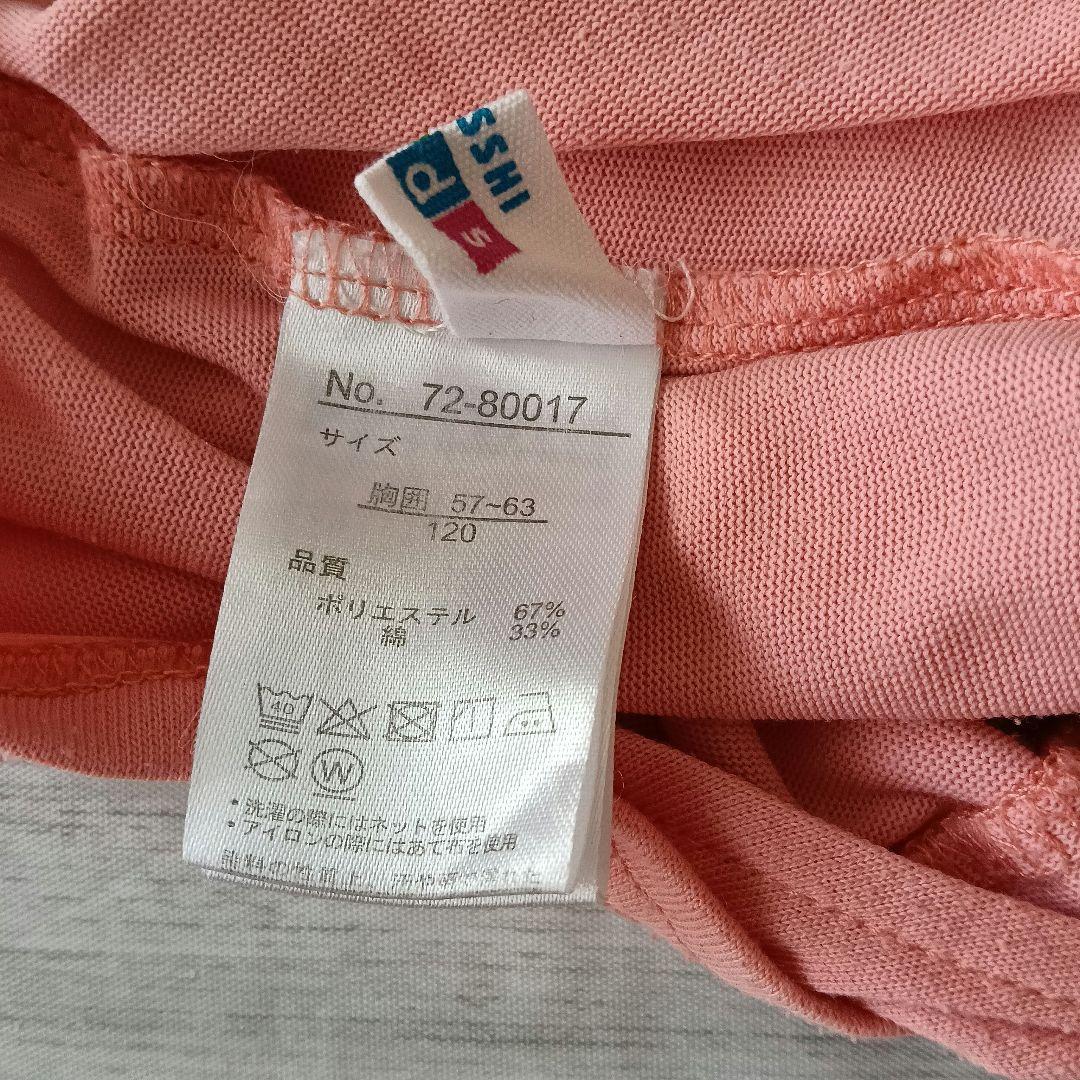 SSHI
d
S
No. 72-80017
サイズ
胸囲 57~63
120
品質
ポリエステル 67%
綿 33%
40
W
・洗濯の際にはネットを使用
・アイロンの際にはあて布を使用